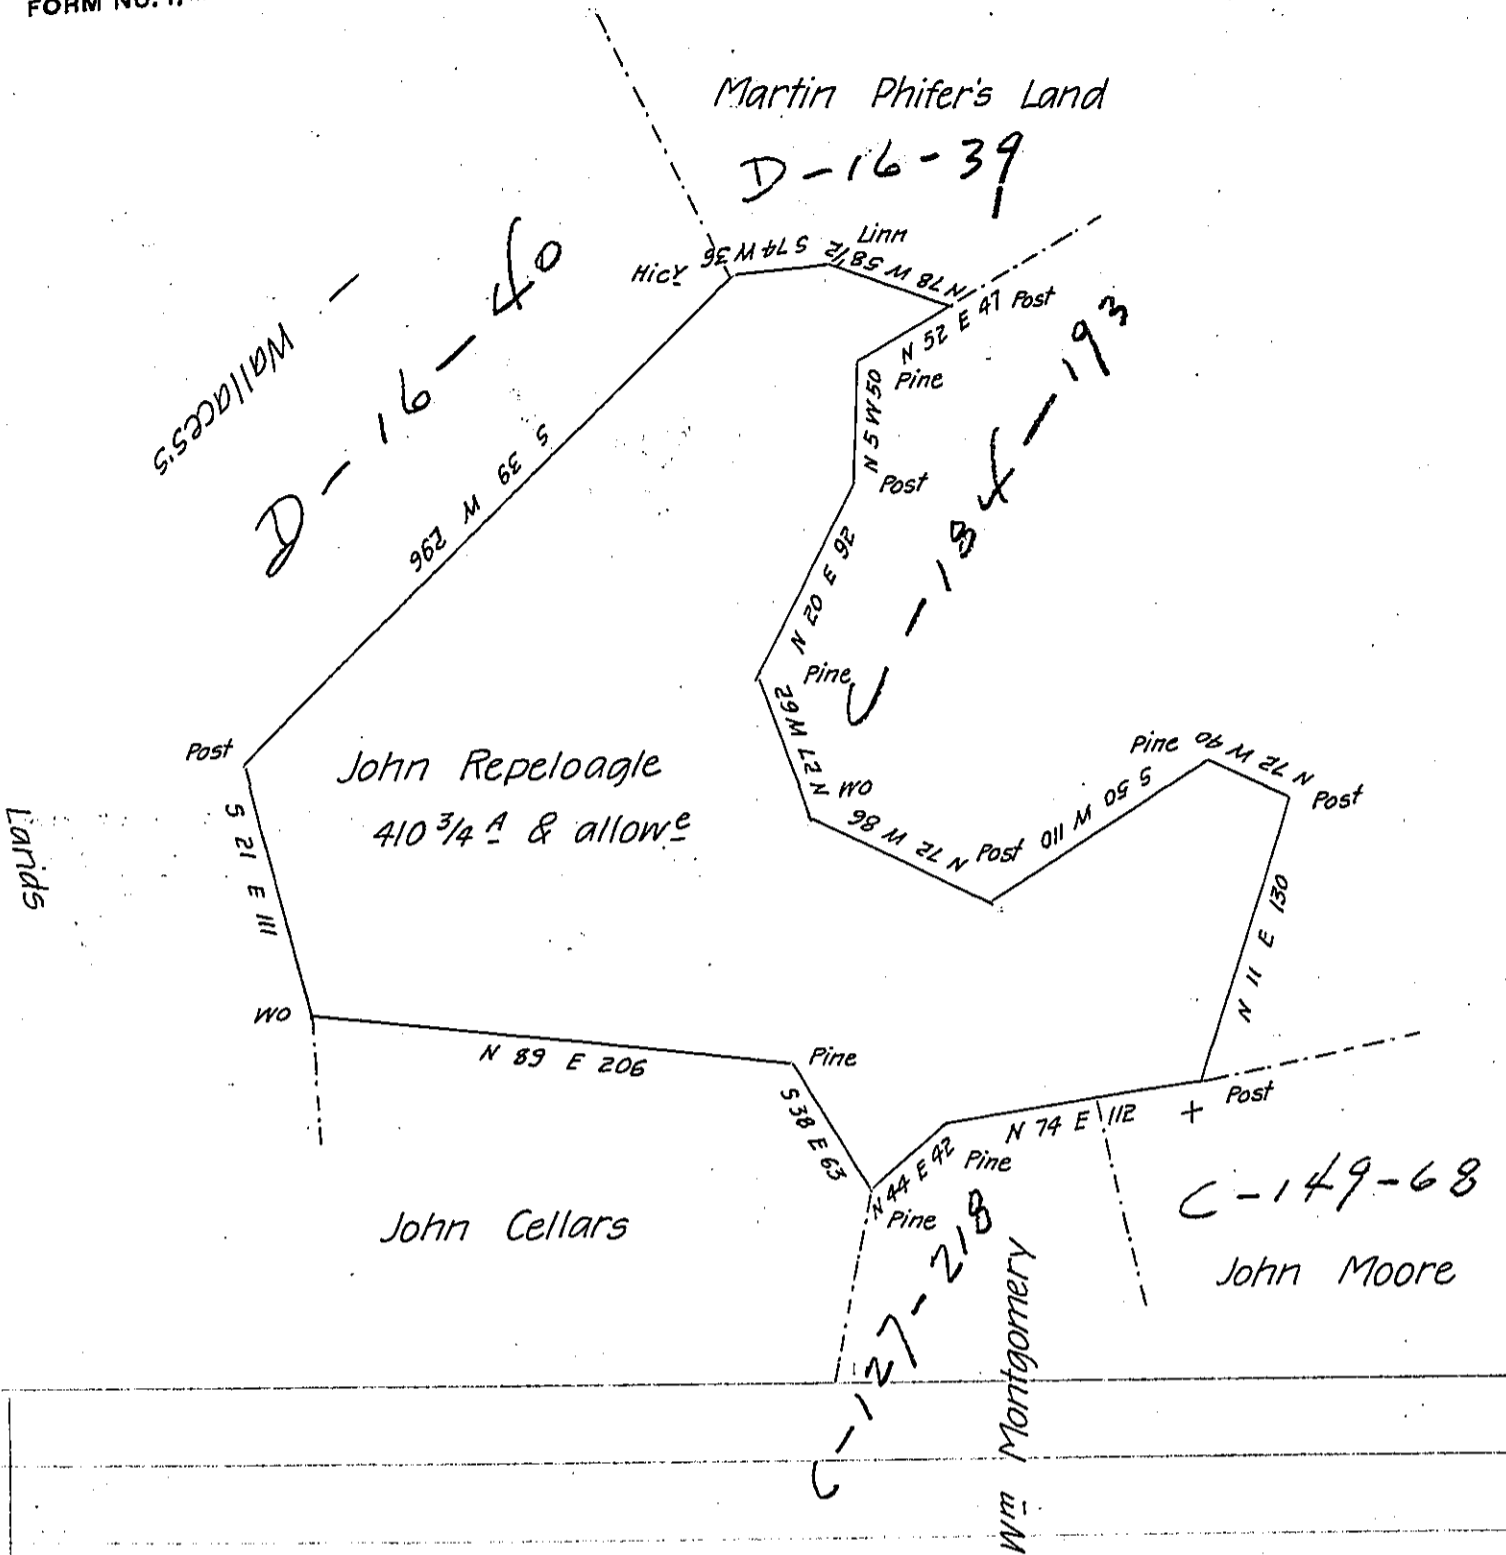 FORM NO. 1
Martin Phifer's Land
D-16-39
Wallaces's
D-16-40
Hicy
S 74 W 36
Linn
N 78 W 58 1/2
N 52 E 47
Post
Pine
N 5 W 50
Post
C-184-193
N 20 E 92
Pine
N 27 W 62
WO
N 72 W 86
Post
S 50 W 110
Pine
N 72 W 90
Post
N 11 E 130
S 39 W 296
Post
John Repeloagle
410 3/4 A & allowe
Lands
S 21 E 111
WO
N 89 E 206
Pine
S 38 E 63
N 44 E 42
Pine
Pine
N 74 E 112
+
Post
John Cellars
C-149-68
John Moore
C-127-218
Wm Montgomery